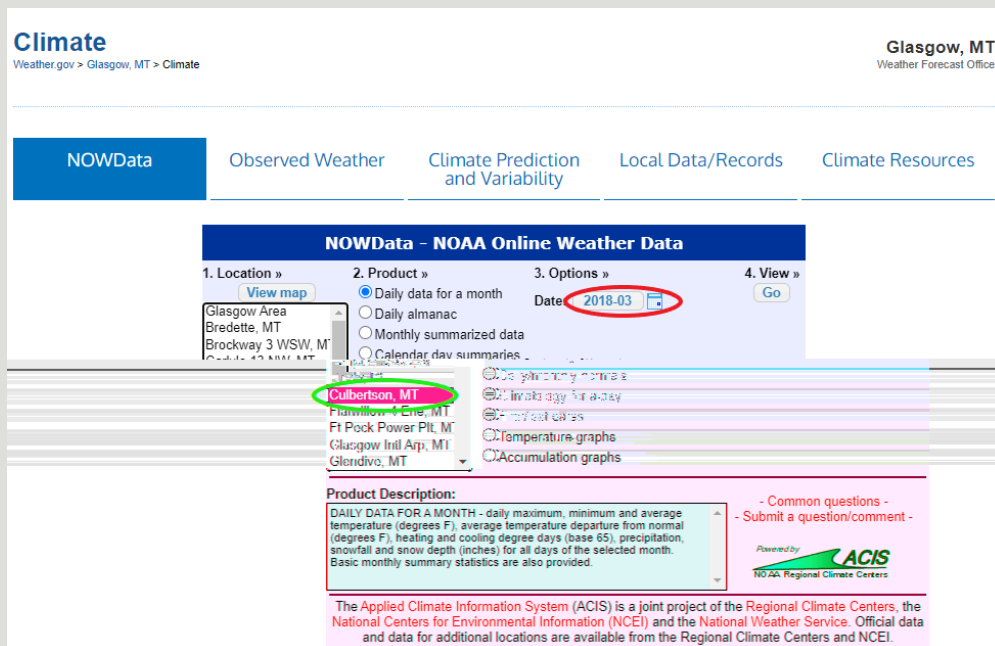 Climate
Weather.gov > Glasgow, MT > Climate
Glasgow, MT
Weather Forecast Office
NOWData
Observed Weather
Climate Prediction
and Variability
Local Data/Records
Climate Resources
NOWData - NOAA Online Weather Data
1. Location »
View map
Glasgow Area
Bredette, MT
Brockway 3 WSW, M
2. Product »
Daily data for a month
Daily almanac
Monthly summarized data
Calendar day summaries
3. Options »
Date: 2018-03
4. View »
Go
Culbertson, MT
Flatwillow 4 Ene, MT
Ft Peck Power Plt, M
Glasgow Intl Arp, MT
Glendive, MT
Temperature graphs
Accumulation graphs
Product Description:
DAILY DATA FOR A MONTH - daily maximum, minimum and average
temperature (degrees F), average temperature departure from normal
(degrees F), heating and cooling degree days (base 65), precipitation,
snowfall and snow depth (inches) for all days of the selected month.
Basic monthly summary statistics are also provided.
- Common questions -
- Submit a question/comment -
Powered by
ACIS
NOAA Regional Climate Centers
The Applied Climate Information System (ACIS) is a joint project of the Regional Climate Centers, the
National Centers for Environmental Information (NCEI) and the National Weather Service. Official data
and data for additional locations are available from the Regional Climate Centers and NCEI.